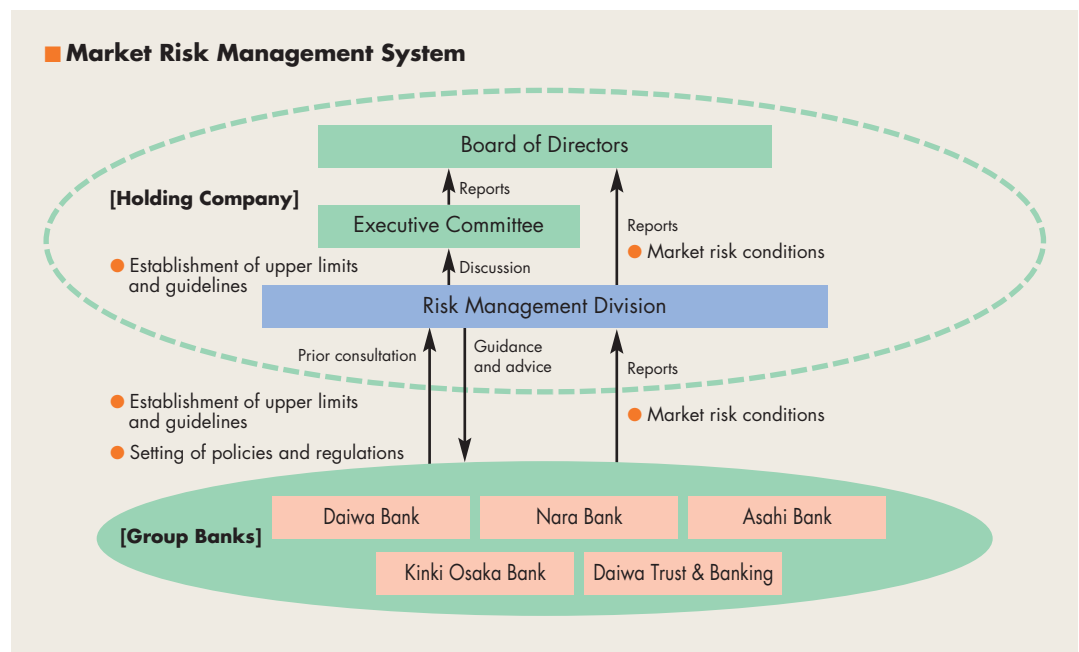 Market Risk Management System
Board of Directors
Reports
[Holding Company]
Executive Committee
Reports
Market risk conditions
Establishment of upper limits
and guidelines
Discussion
Risk Management Division
Prior consultation
Guidance
and advice
Reports
Establishment of upper limits
and guidelines
Market risk conditions
Setting of policies and regulations
[Group Banks]
Daiwa Bank
Nara Bank
Asahi Bank
Kinki Osaka Bank
Daiwa Trust & Banking